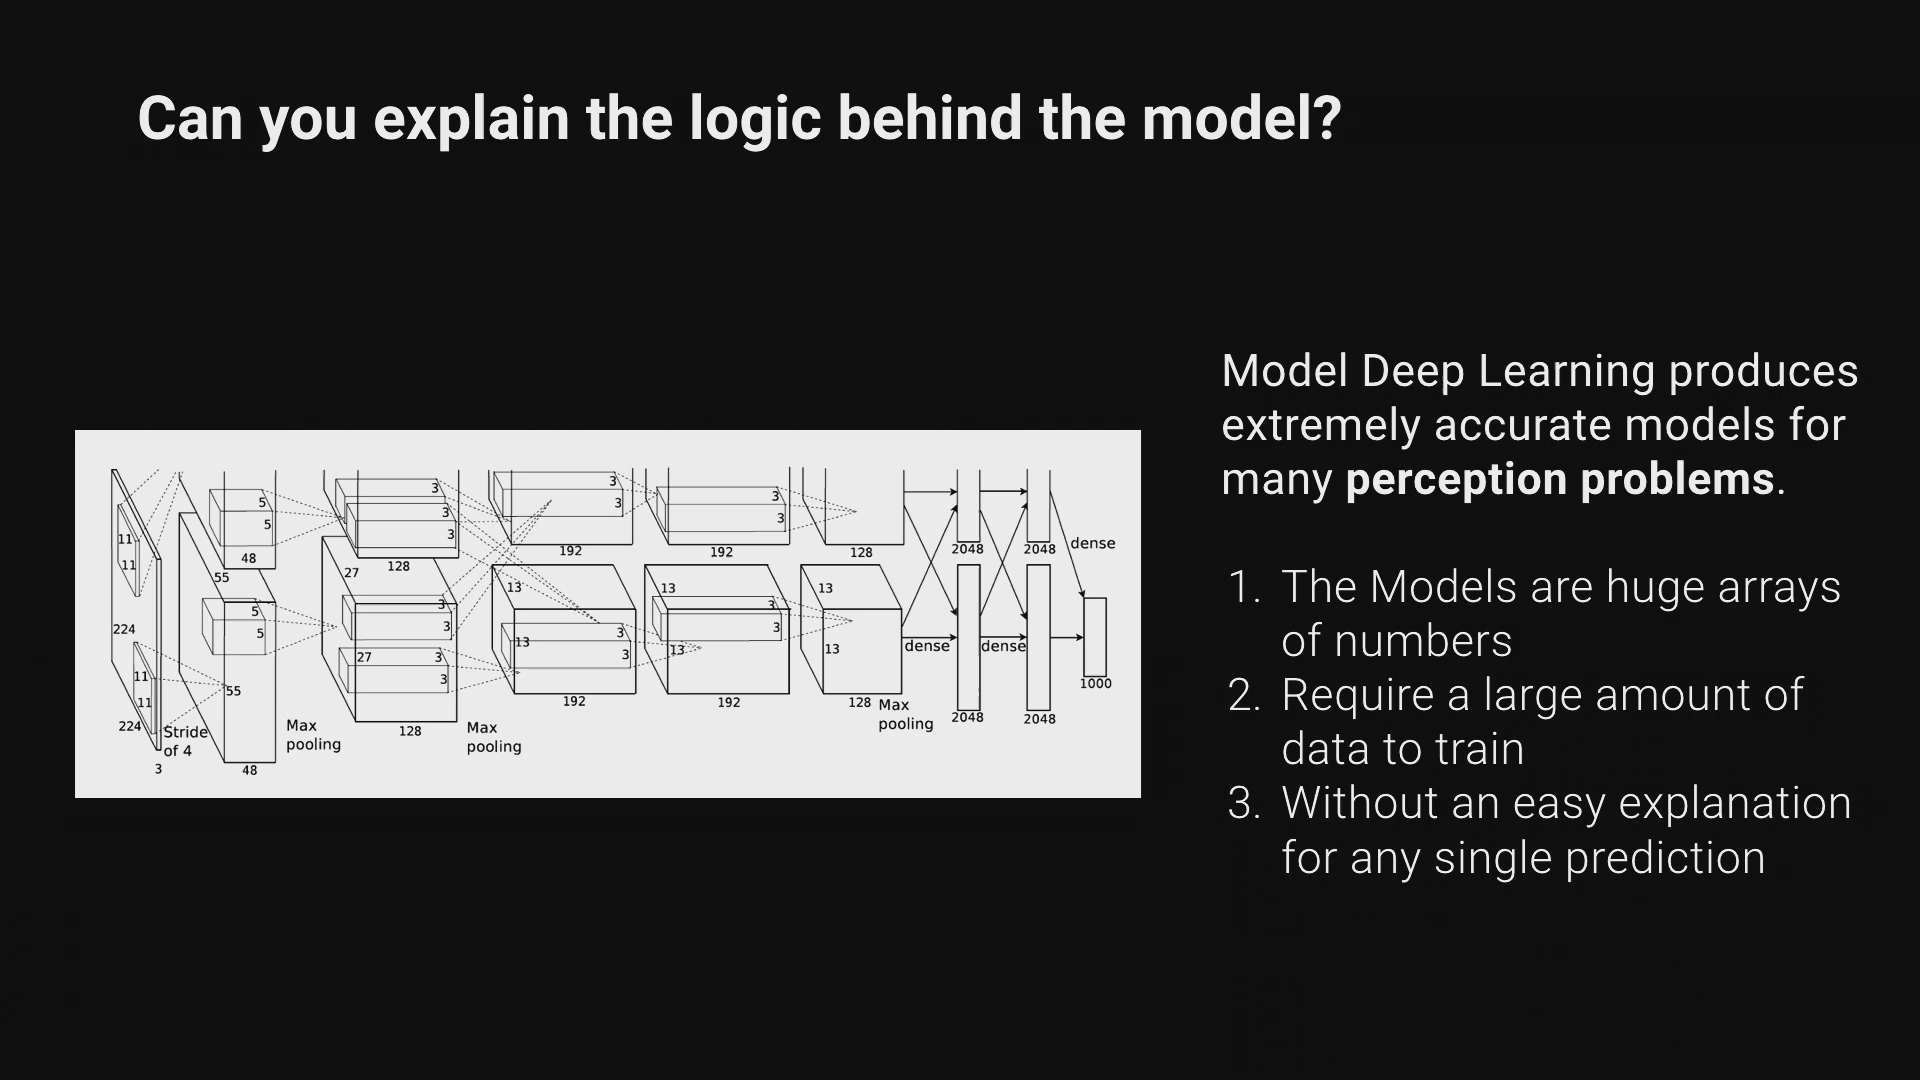 Can you explain the logic behind the model?
Model Deep Learning produces
extremely accurate models for
many perception problems.
1. The Models are huge arrays
of numbers
2. Require a large amount of
data to train
3. Without an easy explanation
for any single prediction
3
3
3
3
5
3
3
3
5
3
11
192
192
128
2048
2048
dense
48
128
11
55
27
13
13
13
5
3
3
224
5
3
3
3
13
13
13
dense
dense
27
3
3
11
3
1000
55
11
192
192
128
Max
pooling
2048
2048
224
Stride
of 4
Max
pooling
128
Max
pooling
3
48